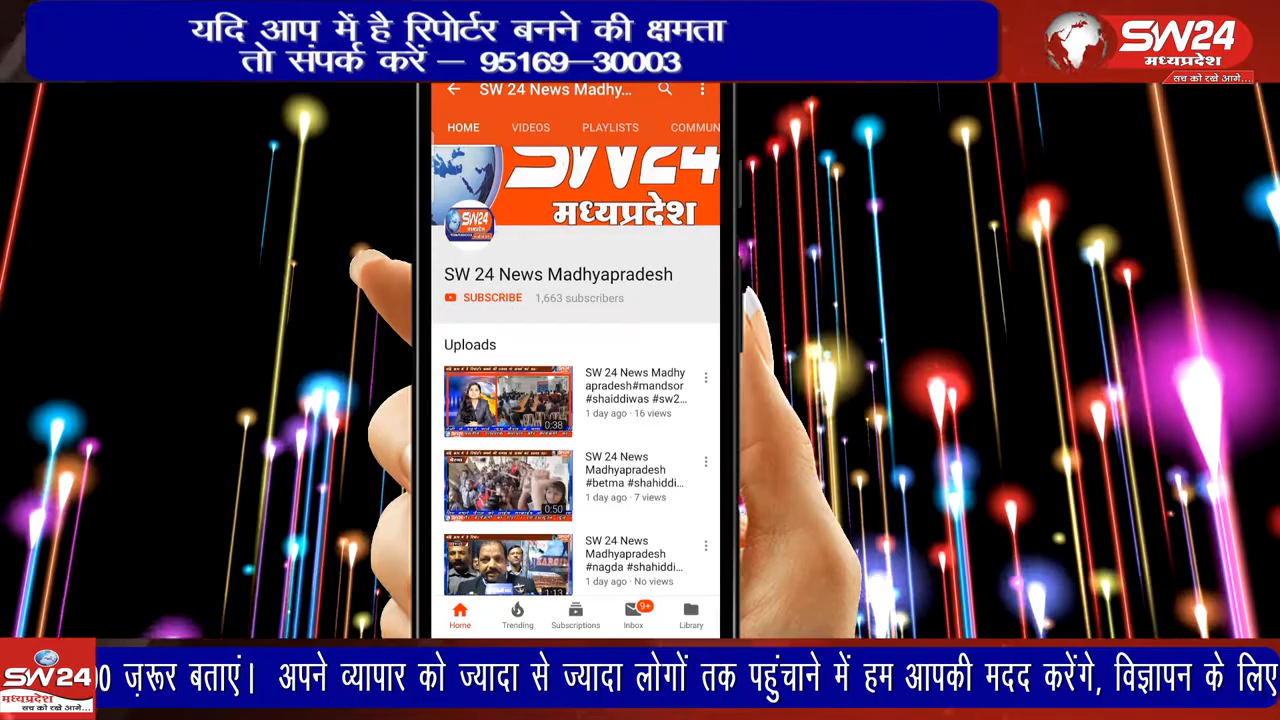 यदि आप में है रिपोर्टर बनने की क्षमता
तो संपर्क करें – 95169–30003
SW24
मध्यप्रदेश
सच को रखे आगे...
SW 24 News Madhy...
HOME VIDEOS PLAYLISTS COMMUN
SW24
मध्यप्रदेश
SW24
SW 24 News Madhyapradesh
SUBSCRIBE 1,663 subscribers
Uploads
SW 24 News Madhy
apradesh#mandsor
#shaiddiwas #sw2...
1 day ago · 16 views
0:38
SW 24 News
Madhyapradesh
#betma #shahiddi...
1 day ago · 7 views
0:50
SW 24 News
Madhyapradesh
#nagda #shahiddi...
1 day ago · No views
1:13
9+
Home Trending Subscriptions Inbox Library
SW24
मध्यप्रदेश
सच को रखे आगे...
00 ज़रूर बताएं। अपने व्यापार को ज्यादा से ज्यादा लोगों तक पहुंचाने में हम आपकी मदद करेंगे, विज्ञापन के लिए